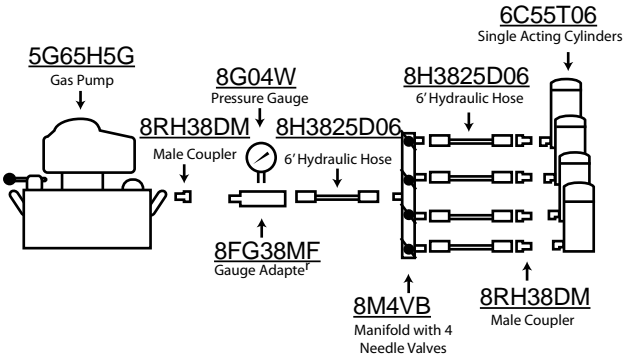 6C55T06
Single Acting Cylinders
5G65H5G
Gas Pump
8G04W
Pressure Gauge
8H3825D06
6' Hydraulic Hose
8RH38DM
Male Coupler
8H3825D06
6' Hydraulic Hose
8FG38MF
Gauge Adapter
8M4VB
Manifold with 4
Needle Valves
8RH38DM
Male Coupler